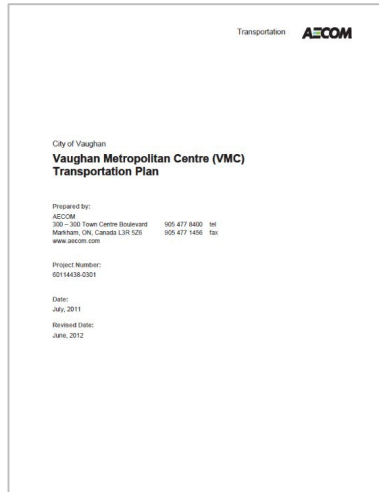 Transportation AECOM
City of Vaughan
Vaughan Metropolitan Centre (VMC)
Transportation Plan
Prepared by:
AECOM
300 – 300 Town Centre Boulevard 905 477 8400 tel
Markham, ON, Canada L3R 5Z6 905 477 1456 fax
www.aecom.com
Project Number:
60114438-0301
Date:
July, 2011
Revised Date:
June, 2012